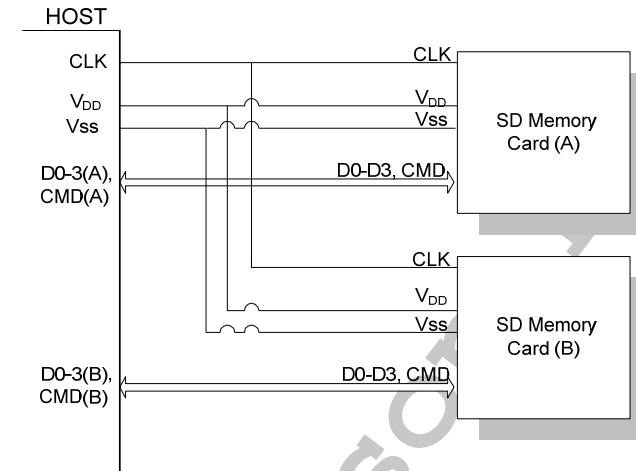 HOST
CLK
VDD
Vss
D0-3(A),
CMD(A)
CLK
VDD
Vss
D0-D3, CMD
SD Memory
Card (A)
CLK
VDD
Vss
SD Memory
Card (B)
D0-3(B),
CMD(B)
D0-D3, CMD